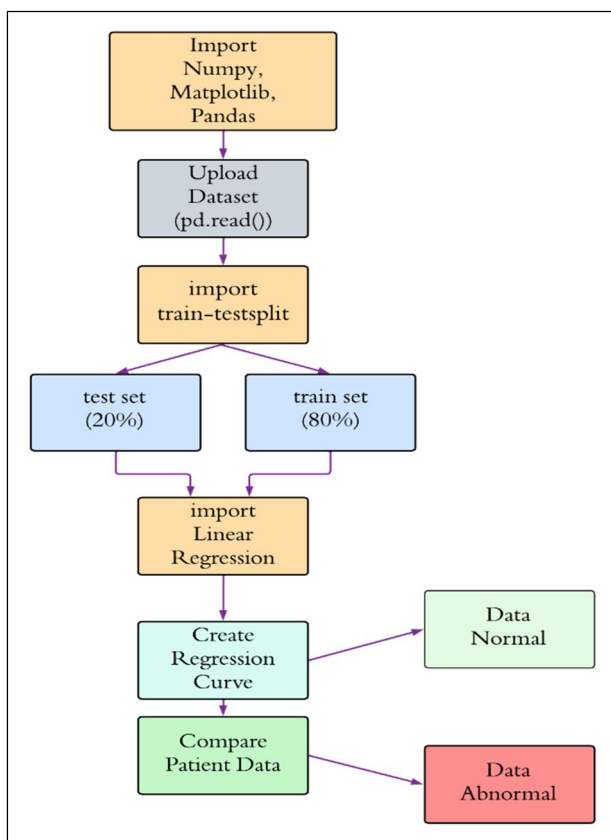 Import
Numpy,
Matplotlib,
Pandas
Upload
Dataset
(pd.read())
import
train-testsplit
test set
(20%)
train set
(80%)
import
Linear
Regression
Create
Regression
Curve
Data
Normal
Compare
Patient Data
Data
Abnormal